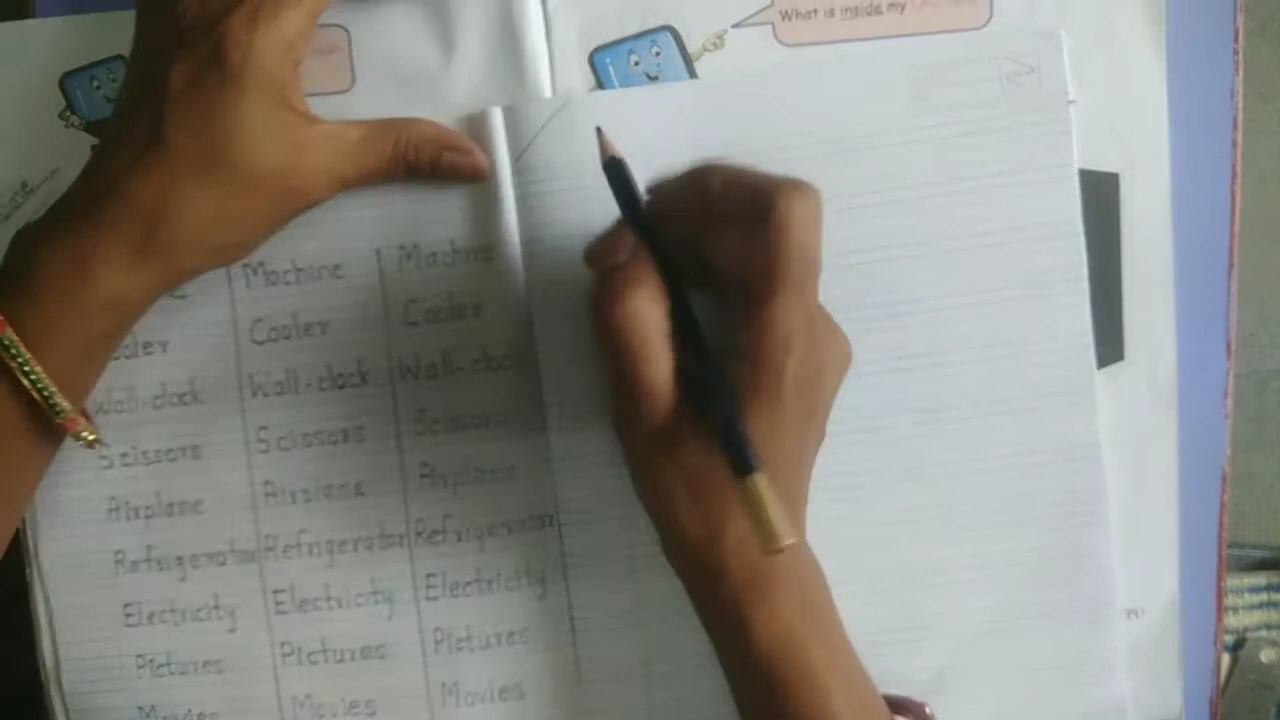 What is inside my
Machine Machine
Cooler Cooler
Wall-clock Wall-clock Wall-clock
Scissors Scissors Scissors
Airplane Airplane Airplane
Refrigerator Refrigerator Refrigerator
Electricity Electricity Electricity
Pictures Pictures Pictures
Movies Movies Movies